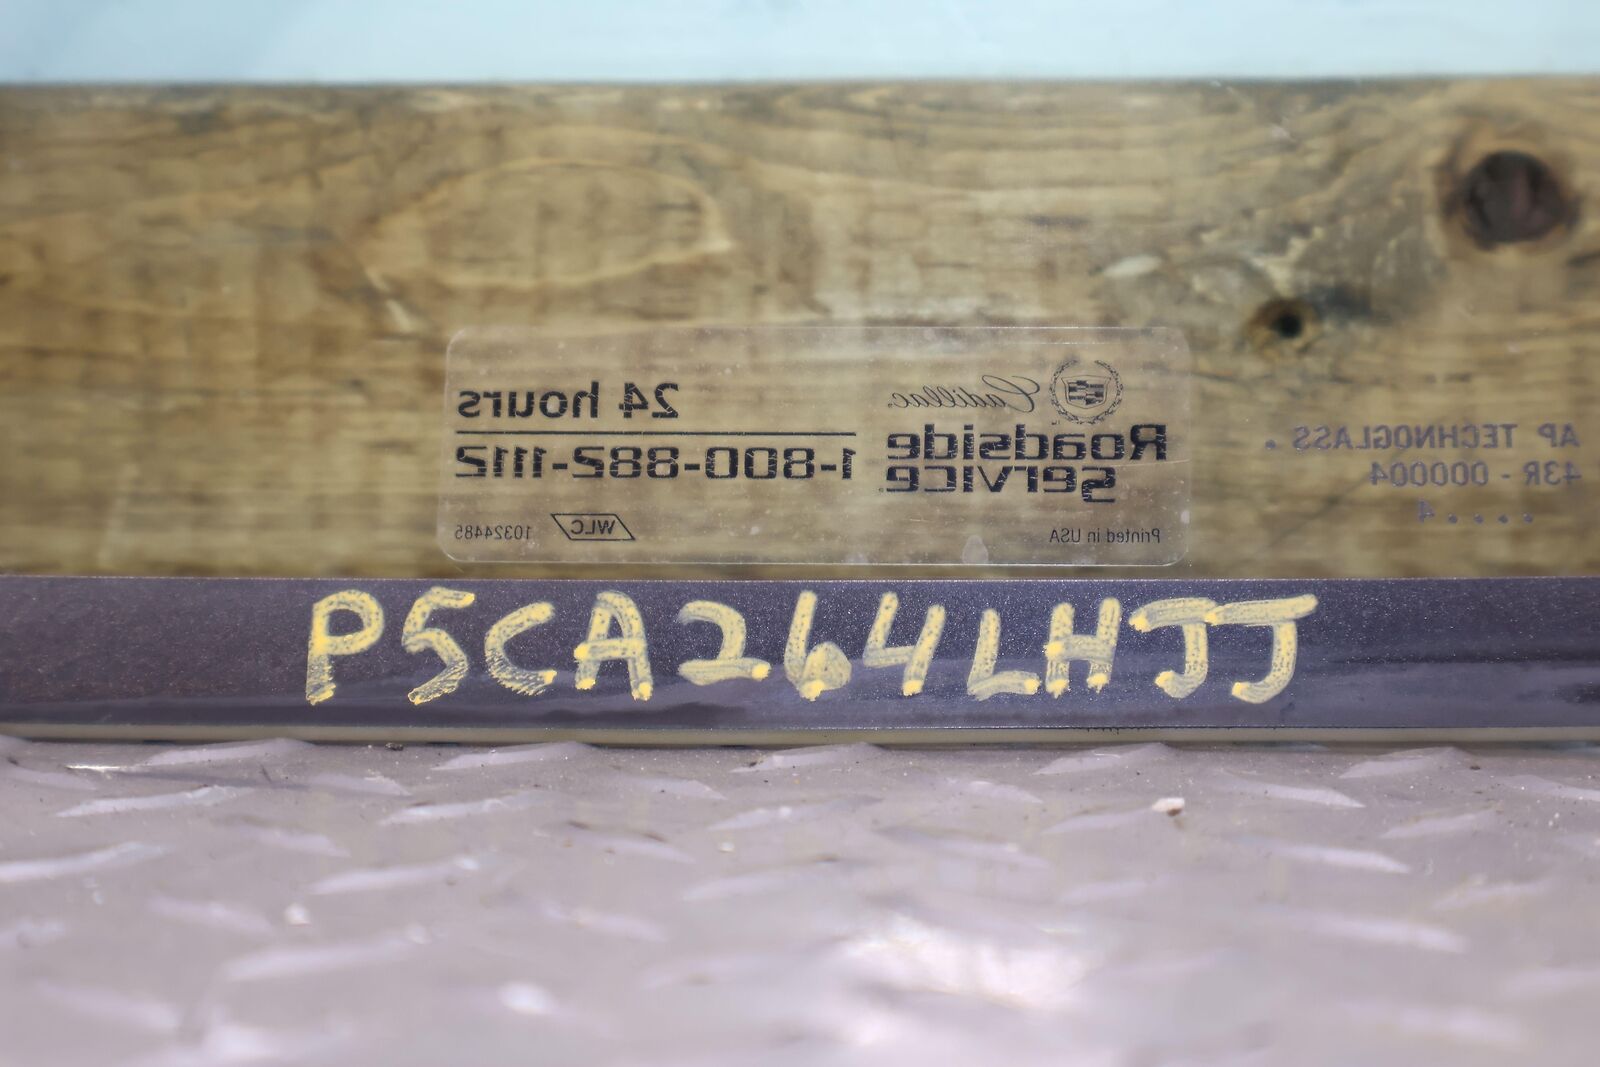 Cadillac.
Roadside
Service
Printed in USA
24 hours
1-800-882-1112
WLC
10324485
AP TECHNOGLASS .
43R - 000004
....4
P5CA264LHJJ